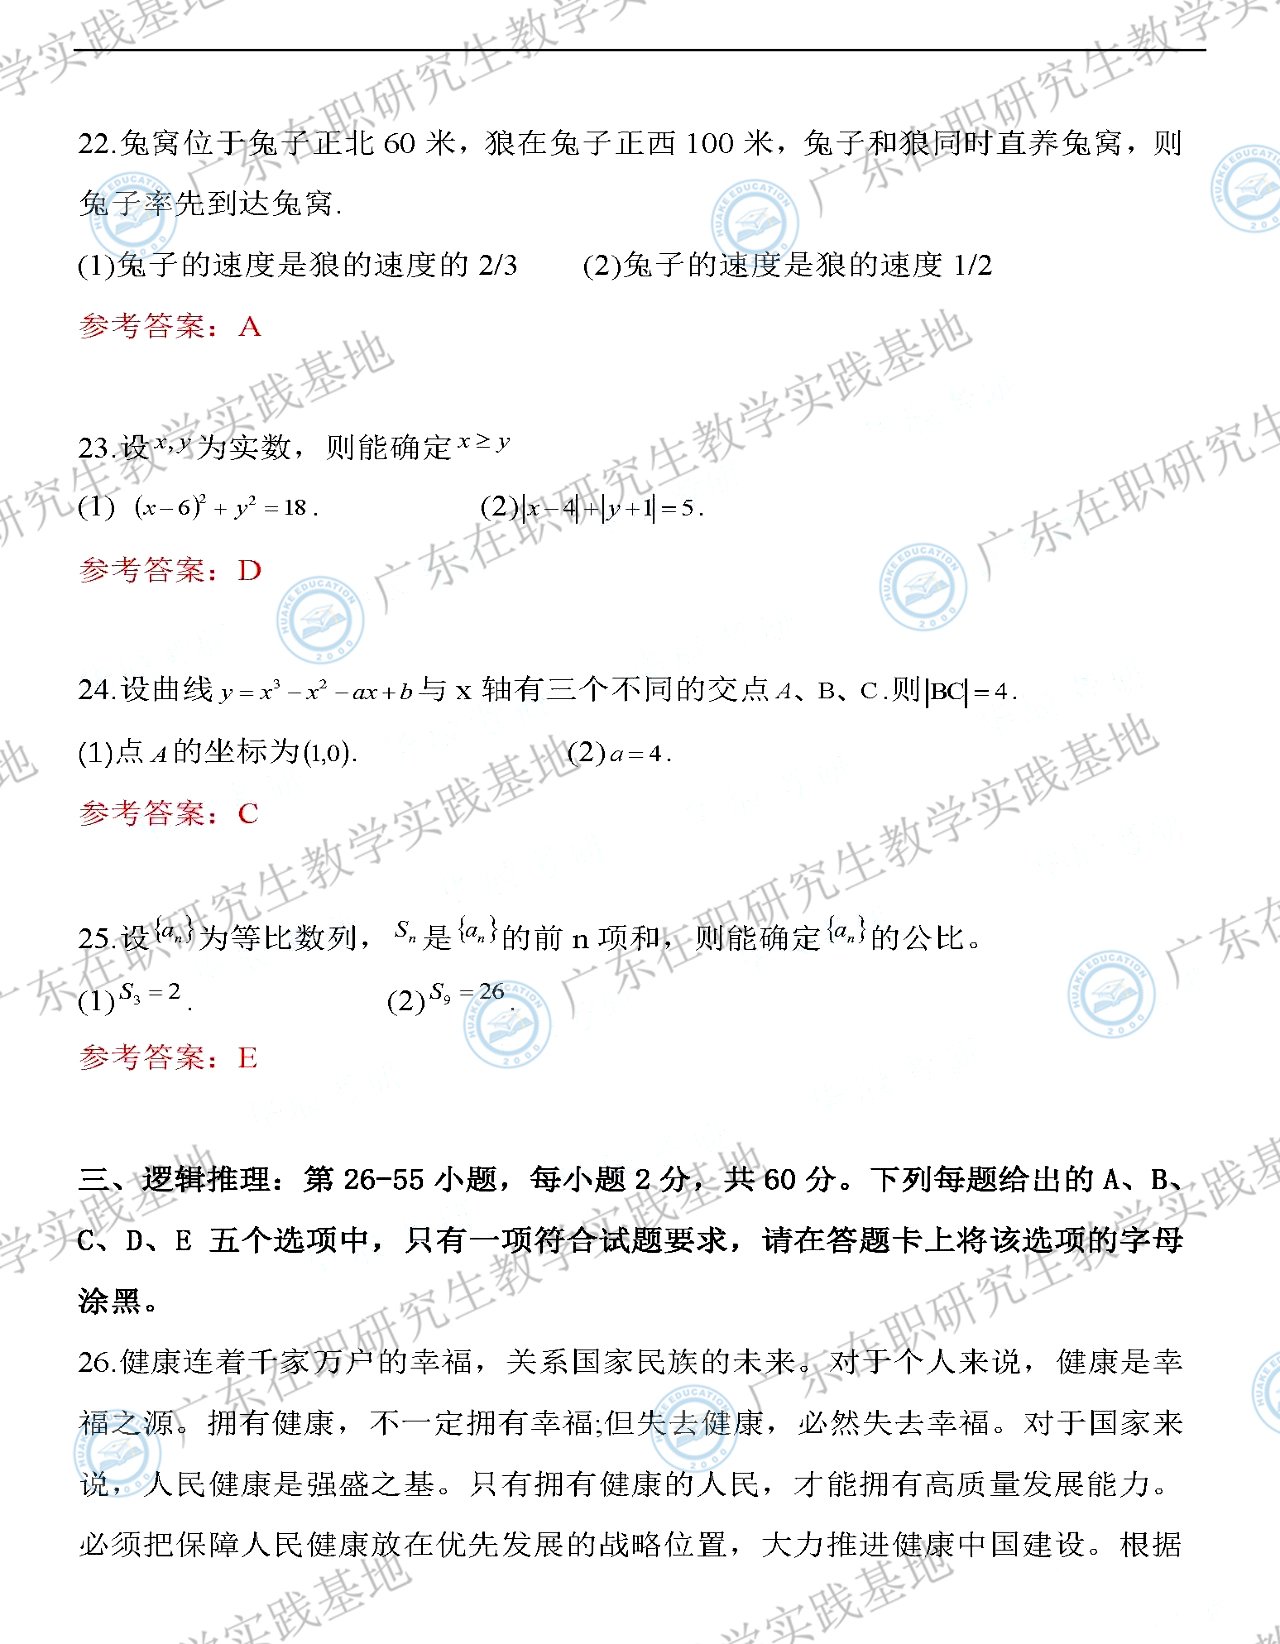 22.兔窝位于兔子正北 60 米，狼在兔子正西 100 米，兔子和狼同时直养兔窝，则
兔子率先到达兔窝.
(1)兔子的速度是狼的速度的 2/3 (2)兔子的速度是狼的速度 1/2
参考答案：A
23.设 x,y 为实数，则能确定 x ≥ y
(1) (x−6)² + y² = 18 . (2)|x−4|+|y+1|=5 .
参考答案：D
24.设曲线 y = x³ − x² − ax + b 与 x 轴有三个不同的交点 A、B、C .则|BC|=4 .
(1)点 A 的坐标为(1,0). (2) a = 4 .
参考答案：C
25.设{aₙ}为等比数列，Sₙ 是{aₙ}的前 n 项和，则能确定{aₙ}的公比。
(1) S₃ = 2 . (2) S₉ = 26 .
参考答案：E
三、逻辑推理：第 26-55 小题，每小题 2 分，共 60 分。下列每题给出的 A、B、
C、D、E 五个选项中，只有一项符合试题要求，请在答题卡上将该选项的字母
涂黑。
26.健康连着千家万户的幸福，关系国家民族的未来。对于个人来说，健康是幸
福之源。拥有健康，不一定拥有幸福;但失去健康，必然失去幸福。对于国家来
说，人民健康是强盛之基。只有拥有健康的人民，才能拥有高质量发展能力。
必须把保障人民健康放在优先发展的战略位置，大力推进健康中国建设。根据
广东在职研究生教学实践基地
HUAKE EDUCATION
2000